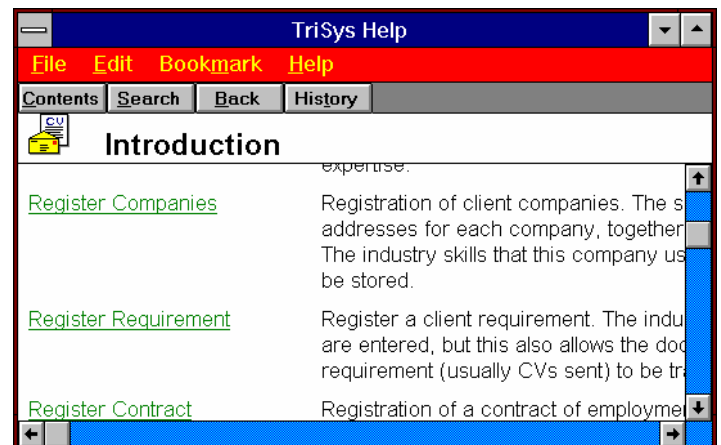 TriSys Help
File Edit Bookmark Help
Contents Search Back History
CV
Introduction
expertise.
Register Companies Registration of client companies. The s
addresses for each company, together
The industry skills that this company us
be stored.
Register Requirement Register a client requirement. The indu
are entered, but this also allows the doc
requirement (usually CVs sent) to be tra
Register Contract Registration of a contract of employme